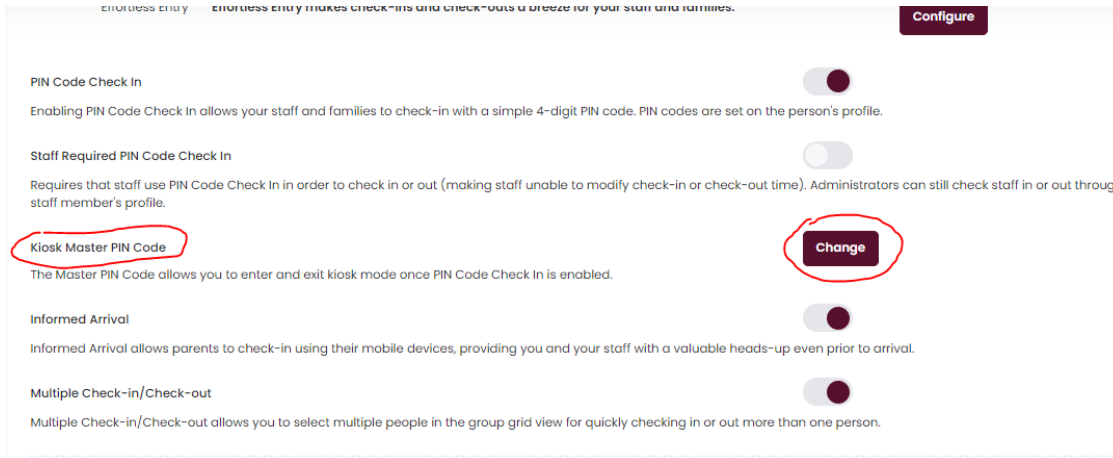 Effortless Entry Effortless Entry makes check-ins and check-outs a breeze for your staff and families.
Configure
PIN Code Check In
Enabling PIN Code Check In allows your staff and families to check-in with a simple 4-digit PIN code. PIN codes are set on the person's profile.
Staff Required PIN Code Check In
Requires that staff use PIN Code Check In in order to check in or out (making staff unable to modify check-in or check-out time). Administrators can still check staff in or out throug
staff member's profile.
Kiosk Master PIN Code
Change
The Master PIN Code allows you to enter and exit kiosk mode once PIN Code Check In is enabled.
Informed Arrival
Informed Arrival allows parents to check-in using their mobile devices, providing you and your staff with a valuable heads-up even prior to arrival.
Multiple Check-in/Check-out
Multiple Check-in/Check-out allows you to select multiple people in the group grid view for quickly checking in or out more than one person.